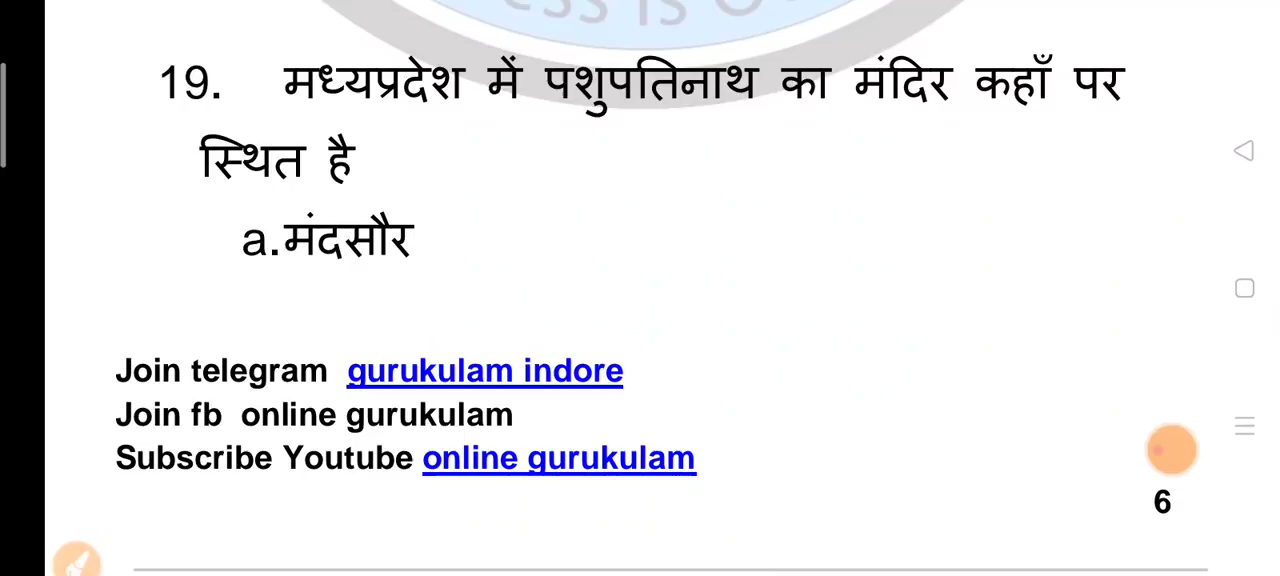 19. मध्यप्रदेश में पशुपतिनाथ का मंदिर कहाँ पर
स्थित है
a.मंदसौर
Join telegram gurukulam indore
Join fb online gurukulam
Subscribe Youtube online gurukulam
6